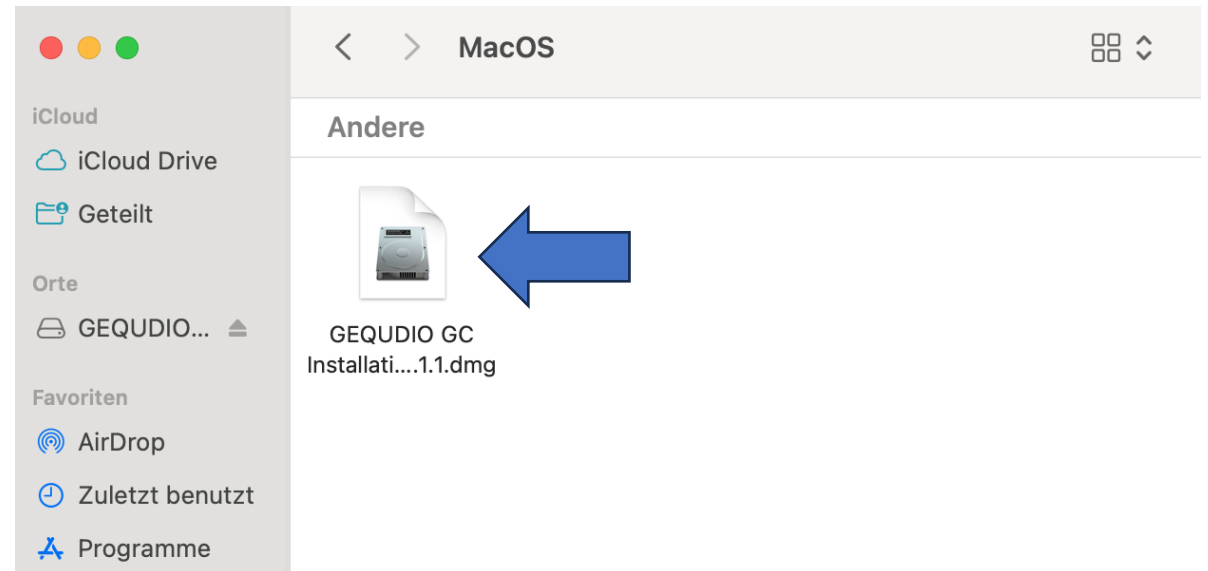 MacOS
iCloud
iCloud Drive
Geteilt
Orte
GEQUDIO...
Favoriten
AirDrop
Zuletzt benutzt
Programme
Andere
GEQUDIO GC
Installati....1.1.dmg